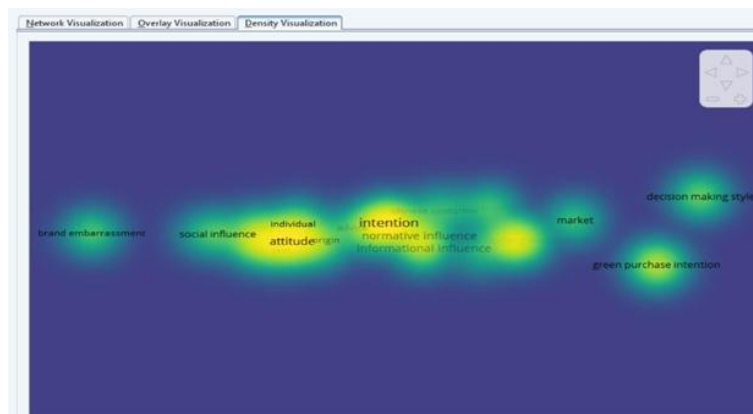 Network Visualization Overlay Visualization Density Visualization
decision making style
individual
intention
market
brand embarrassment
social influence
attitude
origin
normative influence
informational influence
green purchase intention